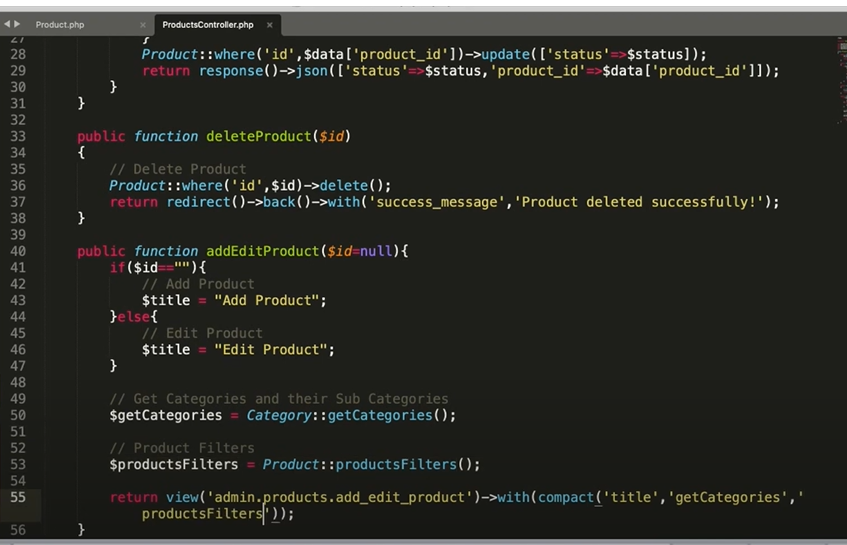 Product.php × ProductsController.php ×
27 }
28 Product::where('id',$data['product_id'])->update(['status'=>$status]);
29 return response()->json(['status'=>$status,'product_id'=>$data['product_id']]);
30 }
31 }
32
33 public function deleteProduct($id)
34 {
35 // Delete Product
36 Product::where('id',$id)->delete();
37 return redirect()->back()->with('success_message','Product deleted successfully!');
38 }
39
40 public function addEditProduct($id=null){
41 if($id==""){
42 // Add Product
43 $title = "Add Product";
44 }else{
45 // Edit Product
46 $title = "Edit Product";
47 }
48
49 // Get Categories and their Sub Categories
50 $getCategories = Category::getCategories();
51
52 // Product Filters
53 $productsFilters = Product::productsFilters();
54
55 return view('admin.products.add_edit_product')->with(compact('title','getCategories','
productsFilters'));
56 }